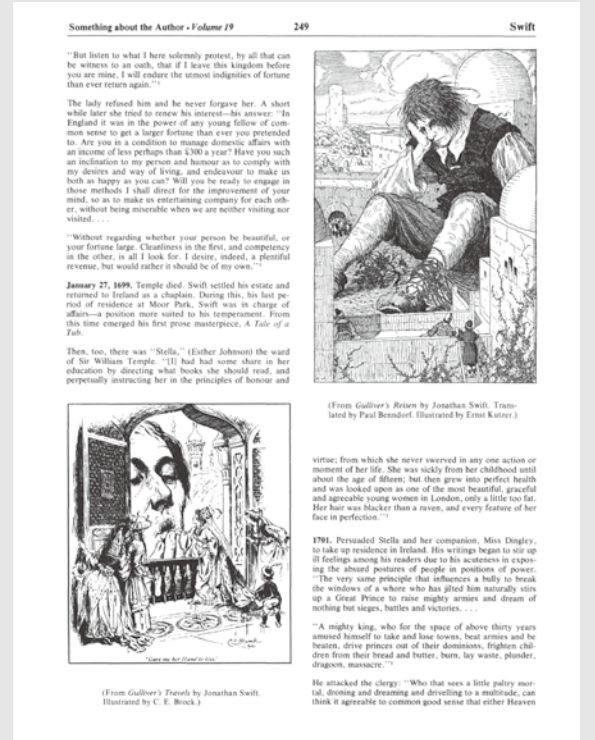 Something about the Author • Volume 19
249
Swift
"But listen to what I here solemnly protest, by all that can
be witness to an oath, that if I leave this kingdom before
you are mine, I will endure the utmost indignities of fortune
than ever return again."
The lady refused him and he never forgave her. A short
while later she tried to renew his interest—his answer: "In
England it was in the power of any young fellow of com-
mon sense to get a larger fortune than ever you pretended
to. Are you in a condition to manage domestic affairs with
an income of less perhaps than £300 a year? Have you such
an inclination to my person and humour as to comply with
my desires and way of living, and endeavour to make us
both as happy as you can? Will you be ready to engage in
those methods I shall direct for the improvement of your
mind, so as to make us entertaining company for each oth-
er, without being miserable when we are neither visiting nor
visited. . . .
"Without regarding whether your person be beautiful, or
your fortune large. Cleanliness in the first, and competency
in the other, is all I look for. I desire, indeed, a plentiful
revenue, but would rather it should be of my own."
January 27, 1699. Temple died. Swift settled his estate and
returned to Ireland as a chaplain. During this, his last pe-
riod of residence at Moor Park, Swift was in charge of
affairs—a position more suited to his temperament. From
this time emerged his first prose masterpiece, A Tale of a
Tub.
Then, too, there was "Stella," (Esther Johnson) the ward
of Sir William Temple. "[I] had had some share in her
education by directing what books she should read, and
perpetually instructing her in the principles of honour and
"Gave me her Hand to kiss."
(From Gulliver's Travels by Jonathan Swift.
Illustrated by C. E. Brock.)
(From Gulliver's Reisen by Jonathan Swift. Trans-
lated by Paul Benndorf. Illustrated by Ernst Kutzer.)
virtue; from which she never swerved in any one action or
moment of her life. She was sickly from her childhood until
about the age of fifteen; but then grew into perfect health
and was looked upon as one of the most beautiful, graceful
and agreeable young women in London, only a little too fat.
Her hair was blacker than a raven, and every feature of her
face in perfection."
1701. Persuaded Stella and her companion, Miss Dingley,
to take up residence in Ireland. His writings began to stir up
ill feelings among his readers due to his acuteness in expos-
ing the absurd postures of people in positions of power.
"The very same principle that influences a bully to break
the windows of a whore who has jilted him naturally stirs
up a Great Prince to raise mighty armies and dream of
nothing but sieges, battles and victories. . . .
"A mighty king, who for the space of above thirty years
amused himself to take and lose towns, beat armies and be
beaten, drive princes out of their dominions, frighten chil-
dren from their bread and butter, burn, lay waste, plunder,
dragoon, massacre."
He attacked the clergy: "Who that sees a little paltry mor-
tal, droning and dreaming and drivelling to a multitude, can
think it agreeable to common good sense that either Heaven